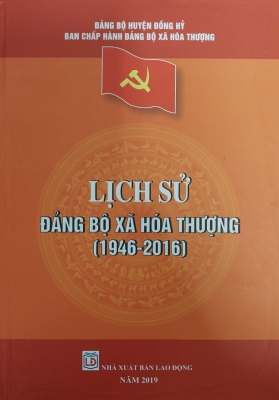 ĐẢNG BỘ HUYỆN ĐỒNG HỶ
BAN CHẤP HÀNH ĐẢNG BỘ XÃ HÓA THƯỢNG
LỊCH SỬ
ĐẢNG BỘ XÃ HÓA THƯỢNG
(1946-2016)
LĐ
NHÀ XUẤT BẢN LAO ĐỘNG
NĂM 2019